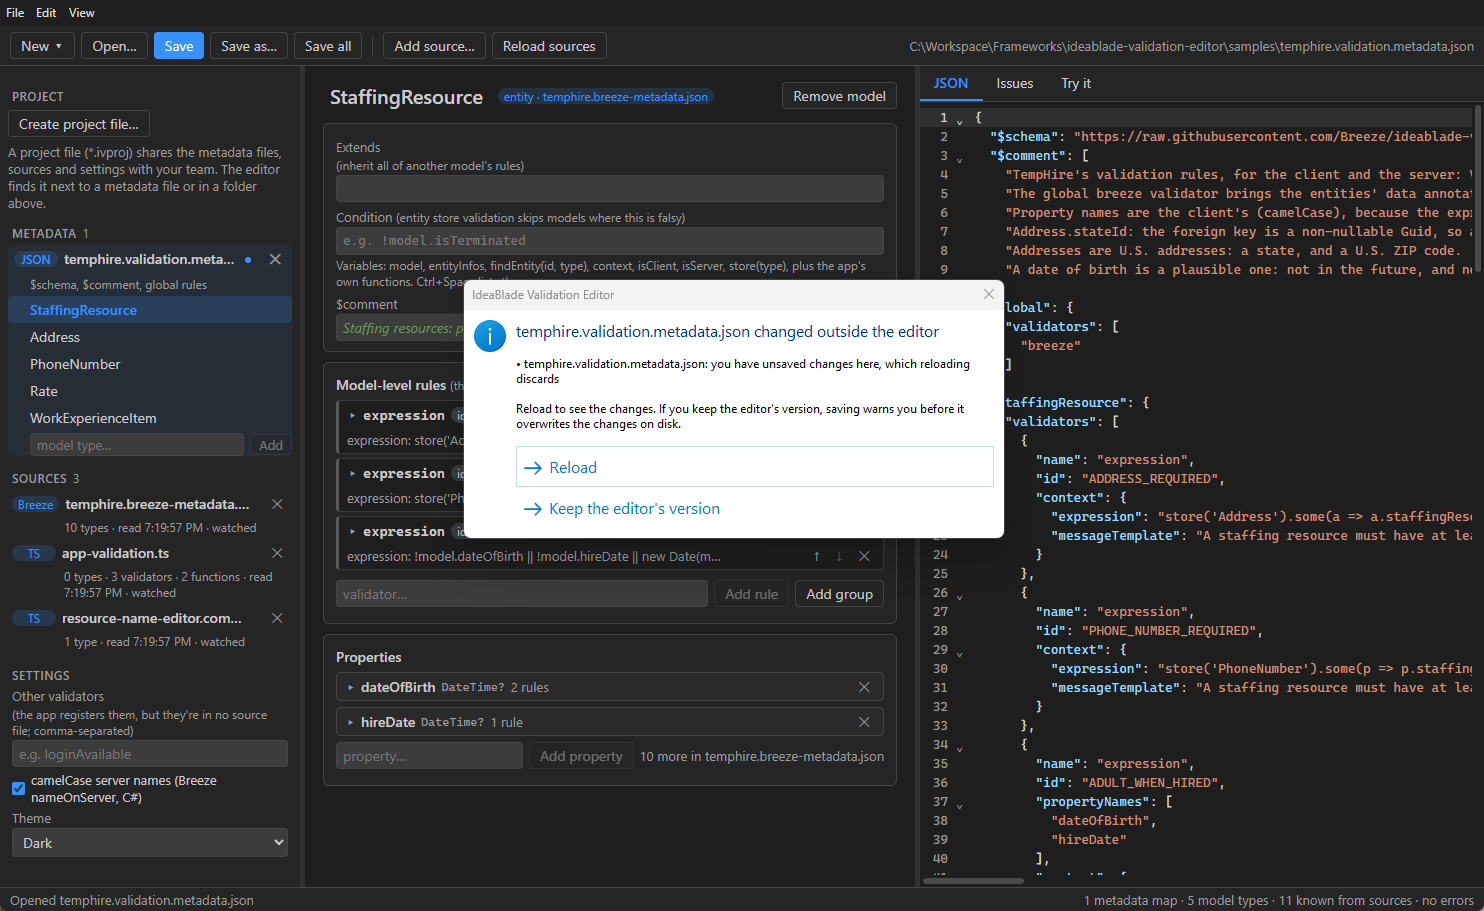 File Edit View
New Open... Save Save as... Save all Add source... Reload sources
C:\Workspace\Frameworks\ideablade-validation-editor\samples\temphire.validation.metadata.json
PROJECT
Create project file...
A project file (*.ivproj) shares the metadata files,
sources and settings with your team. The editor
finds it next to a metadata file or in a folder
above.
METADATA 1
JSON temphire.validation.meta...
$schema, $comment, global rules
StaffingResource
Address
PhoneNumber
Rate
WorkExperienceItem
model type... Add
SOURCES 3
Breeze temphire.breeze-metadata....
10 types · read 7:19:57 PM · watched
TS app-validation.ts
0 types · 3 validators · 2 functions · read
7:19:57 PM · watched
TS resource-name-editor.com...
1 type · read 7:19:57 PM · watched
SETTINGS
Other validators
(the app registers them, but they're in no source
file; comma-separated)
e.g. loginAvailable
camelCase server names (Breeze
nameOnServer, C#)
Theme
Dark
StaffingResource entity · temphire.breeze-metadata.json Remove model
Extends
(inherit all of another model's rules)
Condition (entity store validation skips models where this is falsy)
e.g. !model.isTerminated
Variables: model, entityInfos, findEntity(id, type), context, isClient, isServer, store(type), plus the app's
own functions.
$comment
Staffing resources:
Model-level rules
expression
expression:
expression
expression:
expression
expression: !model.dateOfBirth || !model.hireDate || new Date(m... ↑ ↓
validator... Add rule Add group
Properties
dateOfBirth DateTime? 2 rules
hireDate DateTime? 1 rule
property... Add property 10 more in temphire.breeze-metadata.json
IdeaBlade Validation Editor
temphire.validation.metadata.json changed outside the editor
• temphire.validation.metadata.json: you have unsaved changes here, which reloading
discards
Reload to see the changes. If you keep the editor's version, saving warns you before it
overwrites the changes on disk.
→ Reload
→ Keep the editor's version
JSON Issues Try it
1 {
2 "$schema": "https://raw.githubusercontent.com/Breeze/ideablade-
3 "$comment": [
4 "TempHire's validation rules, for the client and the server:
5 "The global breeze validator brings the entities' data
6 "Property names are the client's (camelCase), because the
7 "Address.stateId: the foreign key is a non-nullable Guid, so
8 "Addresses are U.S. addresses: a state, and a U.S. ZIP code.
9 "A date of birth is a plausible one: not in the future, and
lobal": {
"validators": [
"breeze"
]
taffingResource": {
"validators": [
{
"name": "expression",
"id": "ADDRESS_REQUIRED",
"context": {
"expression": "store('Address').some(a => a.
"messageTemplate": "A staffing resource must have at
24 }
25 },
26 {
27 "name": "expression",
28 "id": "PHONE_NUMBER_REQUIRED",
29 "context": {
30 "expression": "store('PhoneNumber').some(p => p.
31 "messageTemplate": "A staffing resource must have at
32 }
33 },
34 {
35 "name": "expression",
36 "id": "ADULT_WHEN_HIRED",
37 "propertyNames": [
38 "dateOfBirth",
39 "hireDate"
40 ],
Opened temphire.validation.metadata.json
1 metadata map · 5 model types · 11 known from sources · no errors